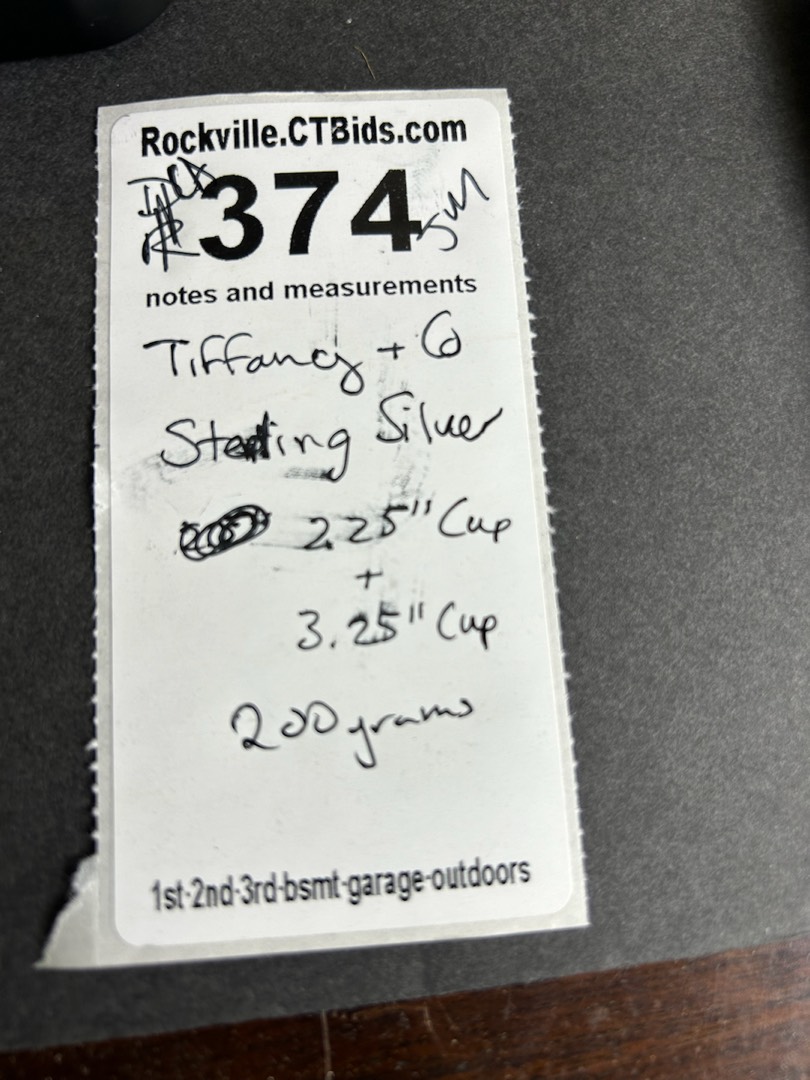 Rockville.CTBids.com
374
notes and measurements
Tiffany + Co
Sterling Silver
2.25" Cup
+
3.25" Cup
200 grams
1st-2nd-3rd-bsmt-garage-outdoors